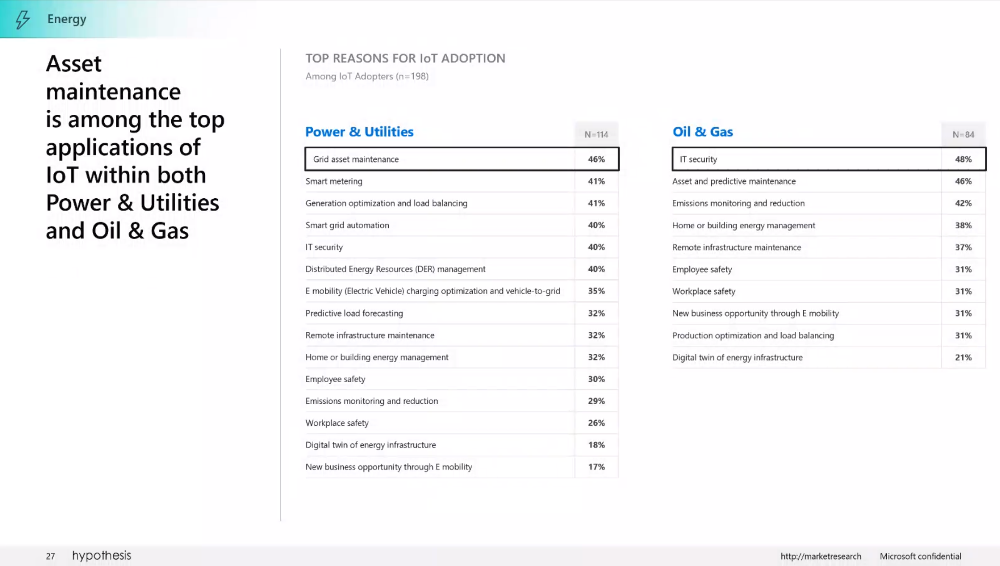 Energy
Asset
maintenance
is among the top
applications of
IoT within both
Power & Utilities
and Oil & Gas
TOP REASONS FOR IoT ADOPTION
Among IoT Adopters (n=198)
Power & Utilities N=114
Grid asset maintenance 46%
Smart metering 41%
Generation optimization and load balancing 41%
Smart grid automation 40%
IT security 40%
Distributed Energy Resources (DER) management 40%
E mobility (Electric Vehicle) charging optimization and vehicle-to-grid 35%
Predictive load forecasting 32%
Remote infrastructure maintenance 32%
Home or building energy management 32%
Employee safety 30%
Emissions monitoring and reduction 29%
Workplace safety 26%
Digital twin of energy infrastructure 18%
New business opportunity through E mobility 17%
Oil & Gas N=84
IT security 48%
Asset and predictive maintenance 46%
Emissions monitoring and reduction 42%
Home or building energy management 38%
Remote infrastructure maintenance 37%
Employee safety 31%
Workplace safety 31%
New business opportunity through E mobility 31%
Production optimization and load balancing 31%
Digital twin of energy infrastructure 21%
27 hypothesis http://marketresearch Microsoft confidential